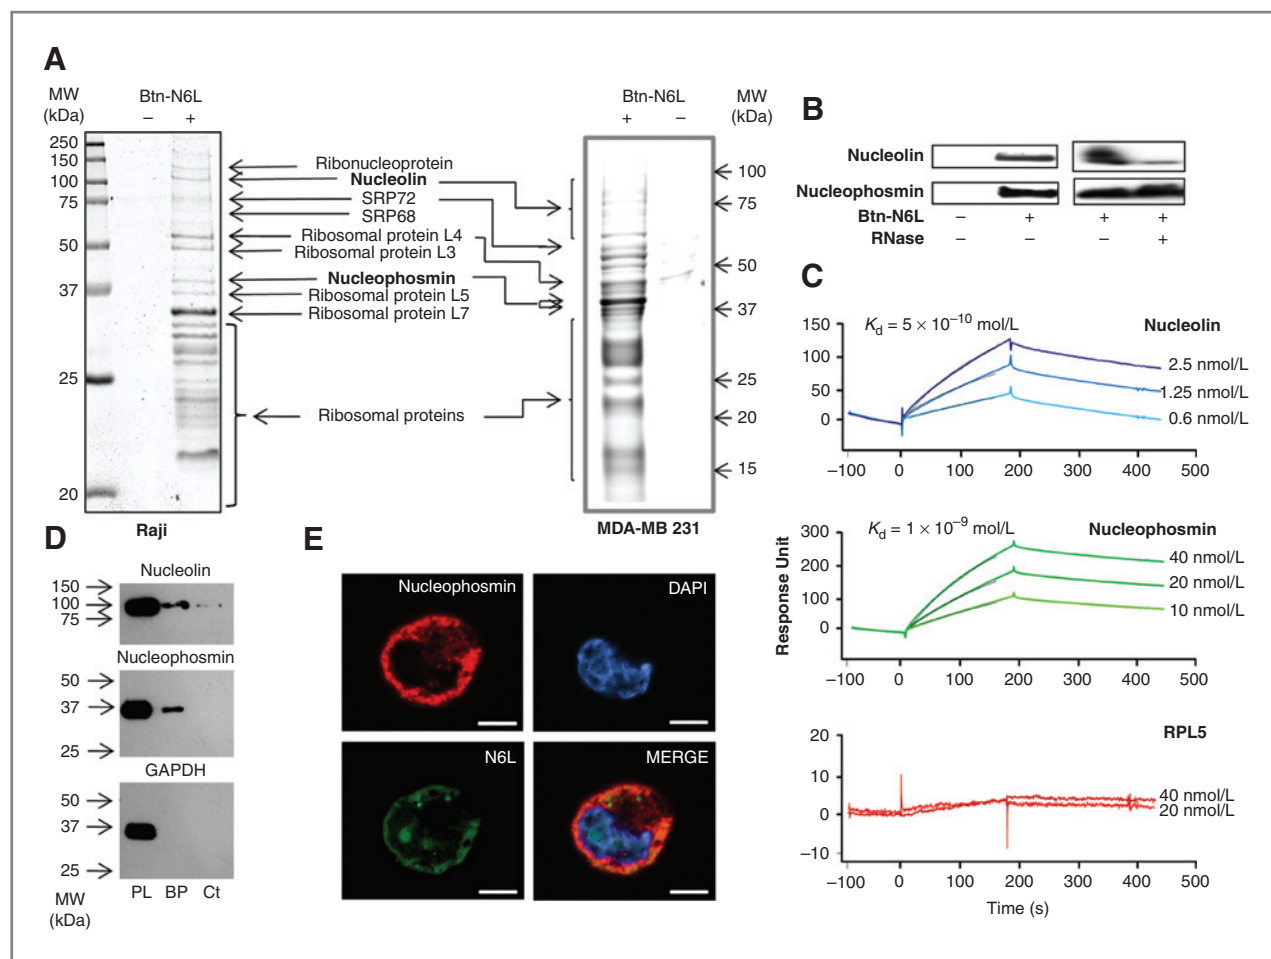 A
MW
(kDa)
Btn-N6L
– +
250
150
100
75
50
37
25
20
Raji
Ribonucleoprotein
Nucleolin
SRP72
SRP68
Ribosomal protein L4
Ribosomal protein L3
Nucleophosmin
Ribosomal protein L5
Ribosomal protein L7
Ribosomal proteins
Btn-N6L
+ –
MW
(kDa)
100
75
50
37
25
20
15
MDA-MB 231
B
Nucleolin
Nucleophosmin
Btn-N6L – + + +
RNase – – – +
C
Kd = 5 × 10–10 mol/L
Nucleolin
150
100
50
0
2.5 nmol/L
1.25 nmol/L
0.6 nmol/L
–100 0 100 200 300 400 500
Kd = 1 × 10–9 mol/L
Nucleophosmin
300
200
100
0
40 nmol/L
20 nmol/L
10 nmol/L
–100 0 100 200 300 400 500
Response Unit
RPL5
20
10
0
–10
40 nmol/L
20 nmol/L
–100 0 100 200 300 400 500
Time (s)
D
Nucleolin
150
100
75
Nucleophosmin
50
37
25
GAPDH
50
37
25
MW
(kDa)
PL BP Ct
E
Nucleophosmin
DAPI
N6L
MERGE